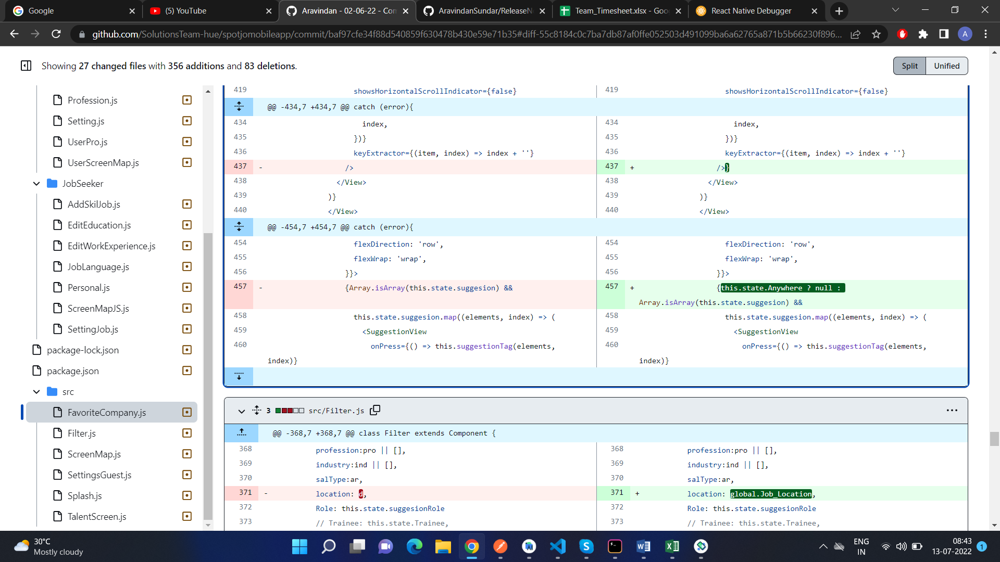 Google
(5) YouTube
Aravindan - 02-06-22 - Con
AravindanSundar/ReleaseN
Team_Timesheet.xlsx - Goo
React Native Debugger
github.com/SolutionsTeam-hue/spotjomobileapp/commit/baf97cfe34f88d540859f630478b430e59e71b35#diff-55c8184c0c7ba7db87af0ffe052503d491099ba6a62765a871b5b66230f896...
A
Showing 27 changed files with 356 additions and 83 deletions.
Split
Unified
Profession.js
Setting.js
UserPro.js
UserScreenMap.js
JobSeeker
AddSkilJob.js
EditEducation.js
EditWorkExperience.js
JobLanguage.js
Personal.js
ScreenMapJS.js
SettingJob.js
package-lock.json
package.json
src
FavoriteCompany.js
Filter.js
ScreenMap.js
SettingsGuest.js
Splash.js
TalentScreen.js
419 showsHorizontalScrollIndicator={false} 419 showsHorizontalScrollIndicator={false}
@@ -434,7 +434,7 @@ catch (error){
434 index, 434 index,
435 })} 435 })}
436 keyExtractor={(item, index) => index + ''} 436 keyExtractor={(item, index) => index + ''}
437 - /> 437 + />}
438 </View> 438 </View>
439 )} 439 )}
440 </View> 440 </View>
@@ -454,7 +454,7 @@ catch (error){
454 flexDirection: 'row', 454 flexDirection: 'row',
455 flexWrap: 'wrap', 455 flexWrap: 'wrap',
456 }}> 456 }}>
457 - {Array.isArray(this.state.suggesion) && 457 + {this.state.Anywhere ? null :
Array.isArray(this.state.suggesion) &&
458 this.state.suggesion.map((elements, index) => ( 458 this.state.suggesion.map((elements, index) => (
459 <SuggestionView 459 <SuggestionView
460 onPress={() => this.suggestionTag(elements, 460 onPress={() => this.suggestionTag(elements,
index)} index)}
3 src/Filter.js
@@ -368,7 +368,7 @@ class Filter extends Component {
368 profession:pro || [], 368 profession:pro || [],
369 industry:ind || [], 369 industry:ind || [],
370 salType:ar, 370 salType:ar,
371 - location: d, 371 + location: global.Job_Location,
372 Role: this.state.suggesionRole 372 Role: this.state.suggesionRole
373 // Trainee: this.state.Trainee, 373 // Trainee: this.state.Trainee,
30°C
Mostly cloudy
ENG
IN
08:43
13-07-2022
1